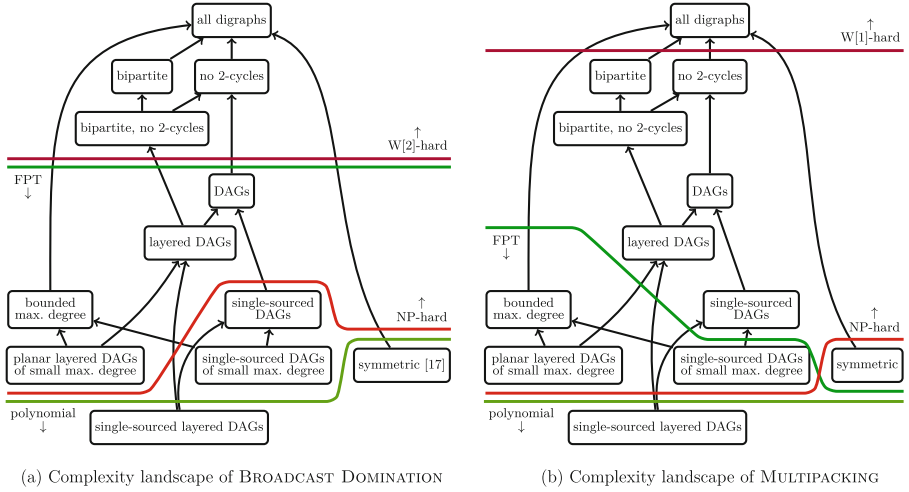 all digraphs
bipartite
no 2-cycles
bipartite, no 2-cycles
↑
W[2]-hard
FPT
↓
DAGs
layered DAGs
bounded
max. degree
single-sourced
DAGs
↑
NP-hard
planar layered DAGs
of small max. degree
single-sourced DAGs
of small max. degree
symmetric [17]
polynomial
↓
single-sourced layered DAGs
(a) Complexity landscape of BROADCAST DOMINATION
all digraphs
↑
W[1]-hard
bipartite
no 2-cycles
bipartite, no 2-cycles
DAGs
layered DAGs
FPT
↓
bounded
max. degree
single-sourced
DAGs
↑
NP-hard
planar layered DAGs
of small max. degree
single-sourced DAGs
of small max. degree
symmetric
polynomial
↓
single-sourced layered DAGs
(b) Complexity landscape of MULTIPACKING